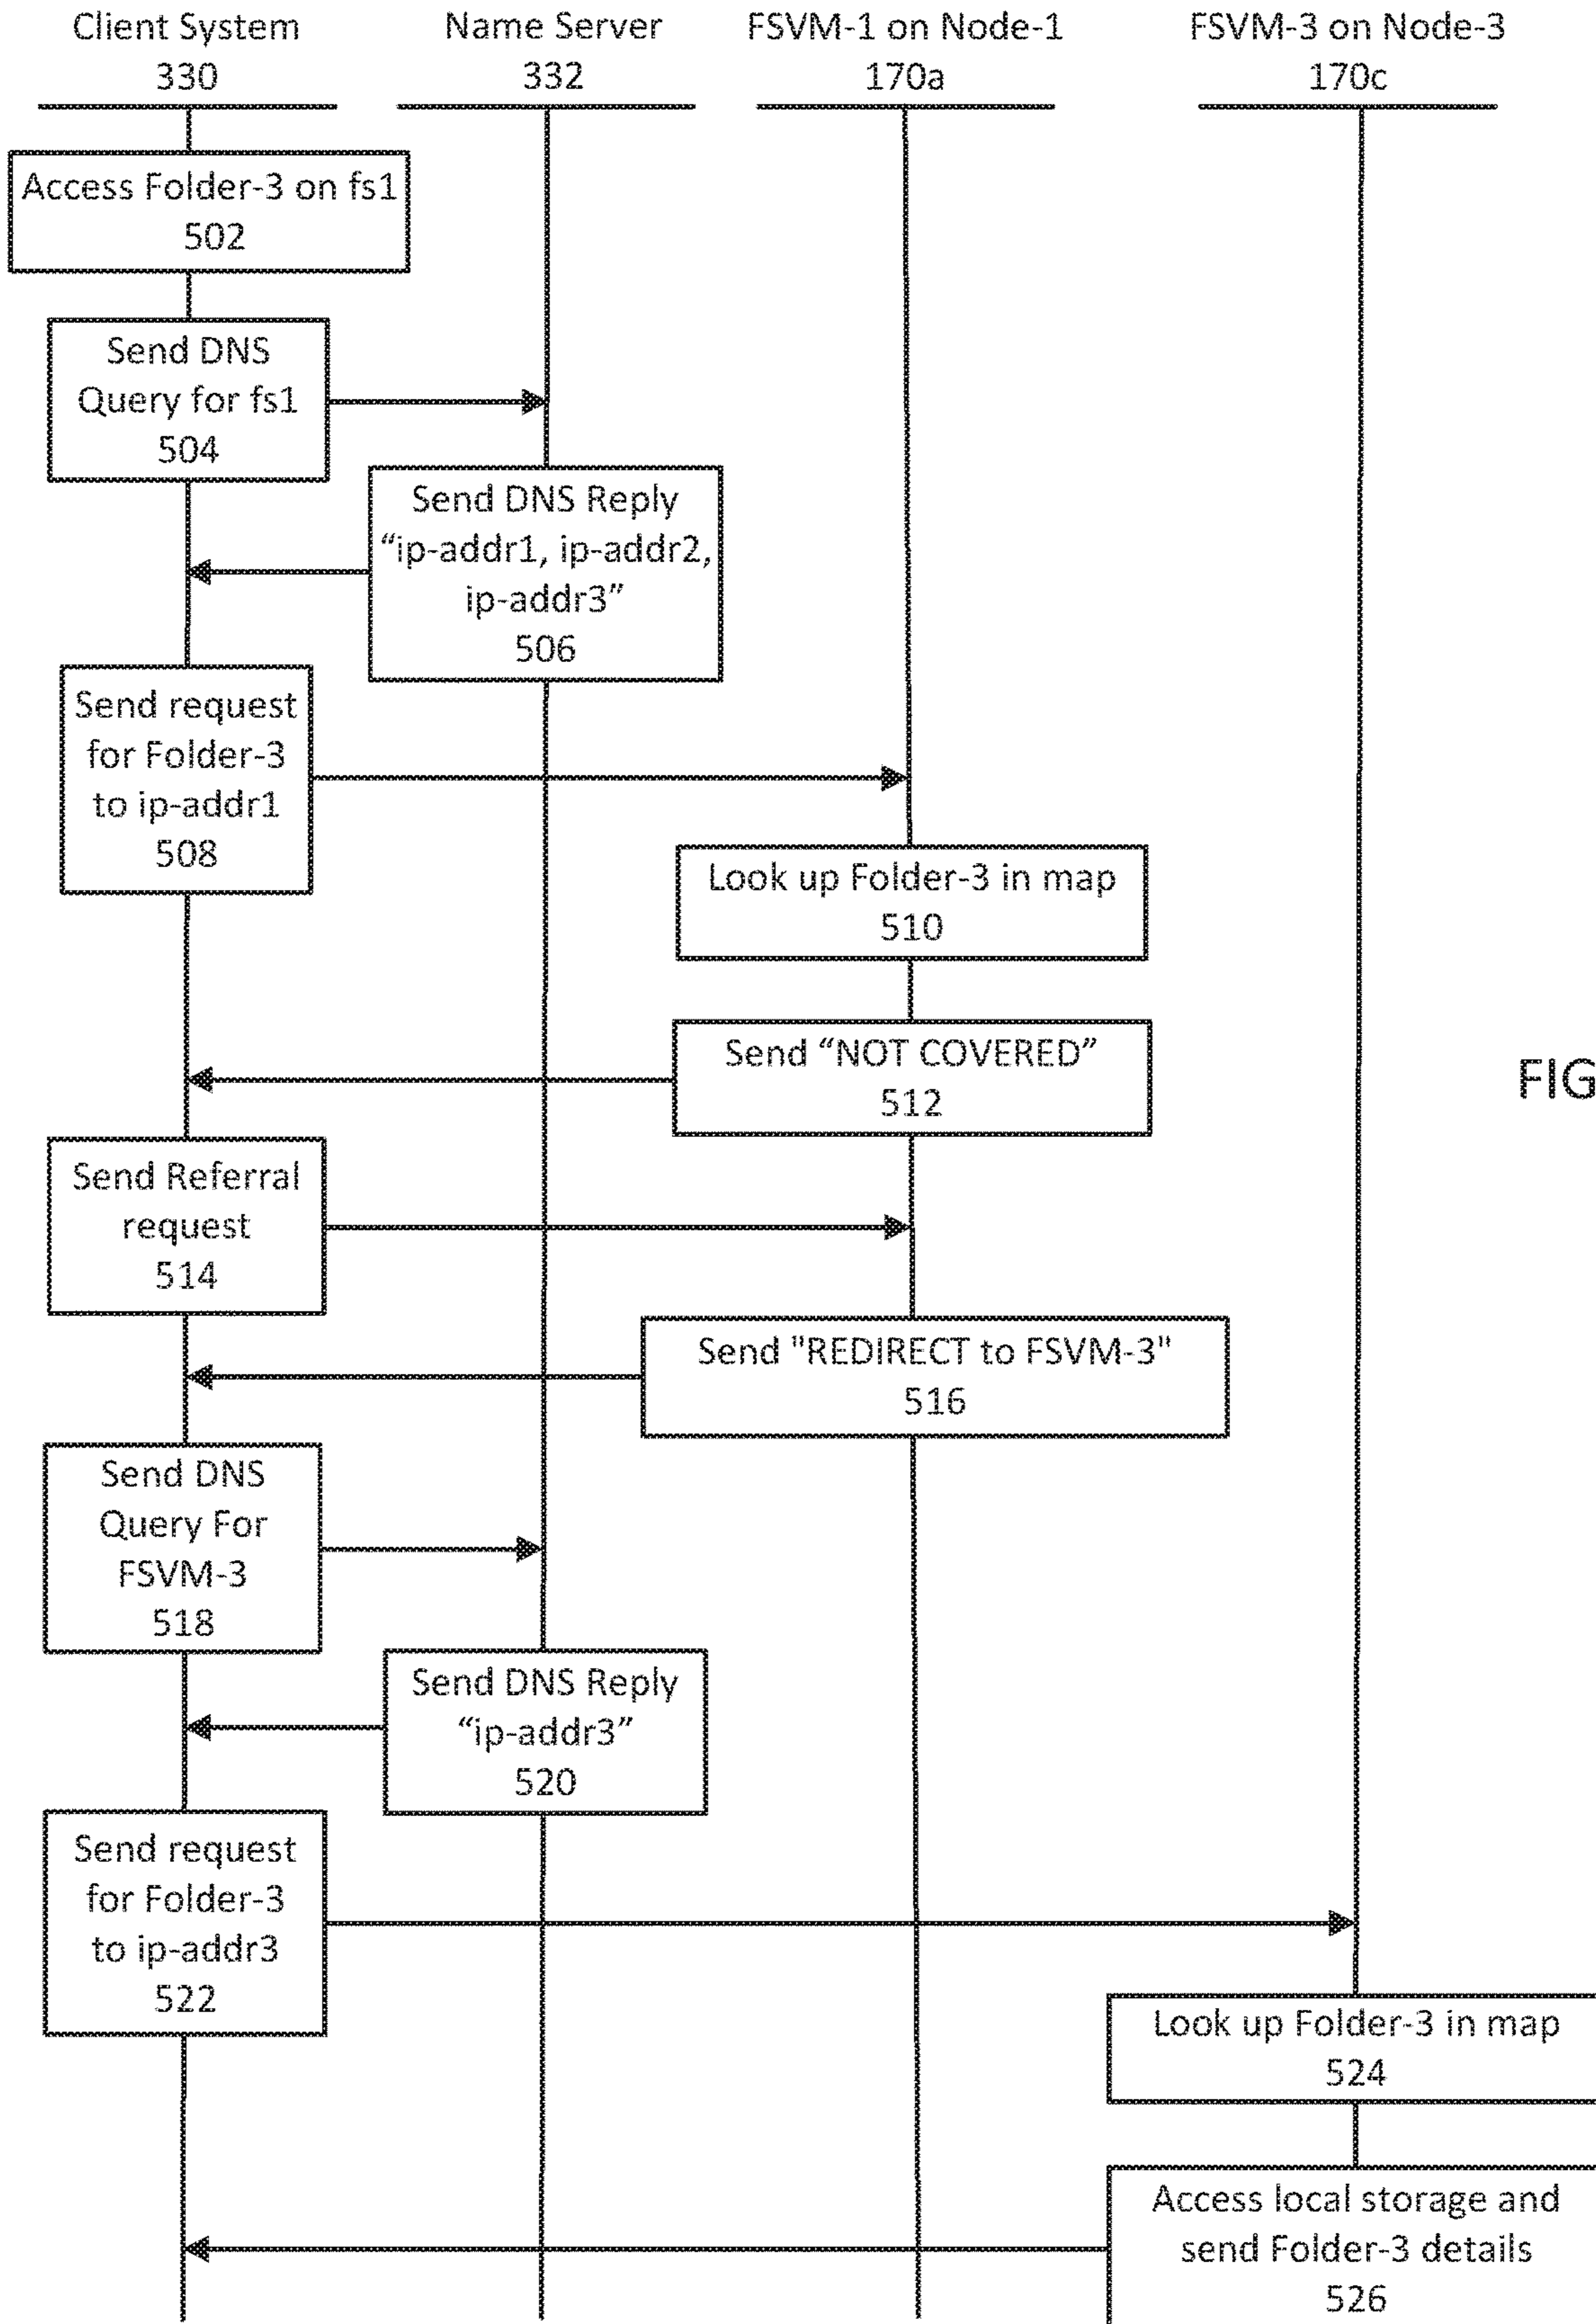 Client System
330
Name Server
332
FSVM-1 on Node-1
170a
FSVM-3 on Node-3
170c
Access Folder-3 on fs1
502
Send DNS
Query for fs1
504
Send DNS Reply
“ip-addr1, ip-addr2,
ip-addr3”
506
Send request
for Folder-3
to ip-addr1
508
Look up Folder-3 in map
510
Send “NOT COVERED”
512
FIG
Send Referral
request
514
Send "REDIRECT to FSVM-3"
516
Send DNS
Query For
FSVM-3
518
Send DNS Reply
“ip-addr3”
520
Send request
for Folder-3
to ip-addr3
522
Look up Folder-3 in map
524
Access local storage and
send Folder-3 details
526